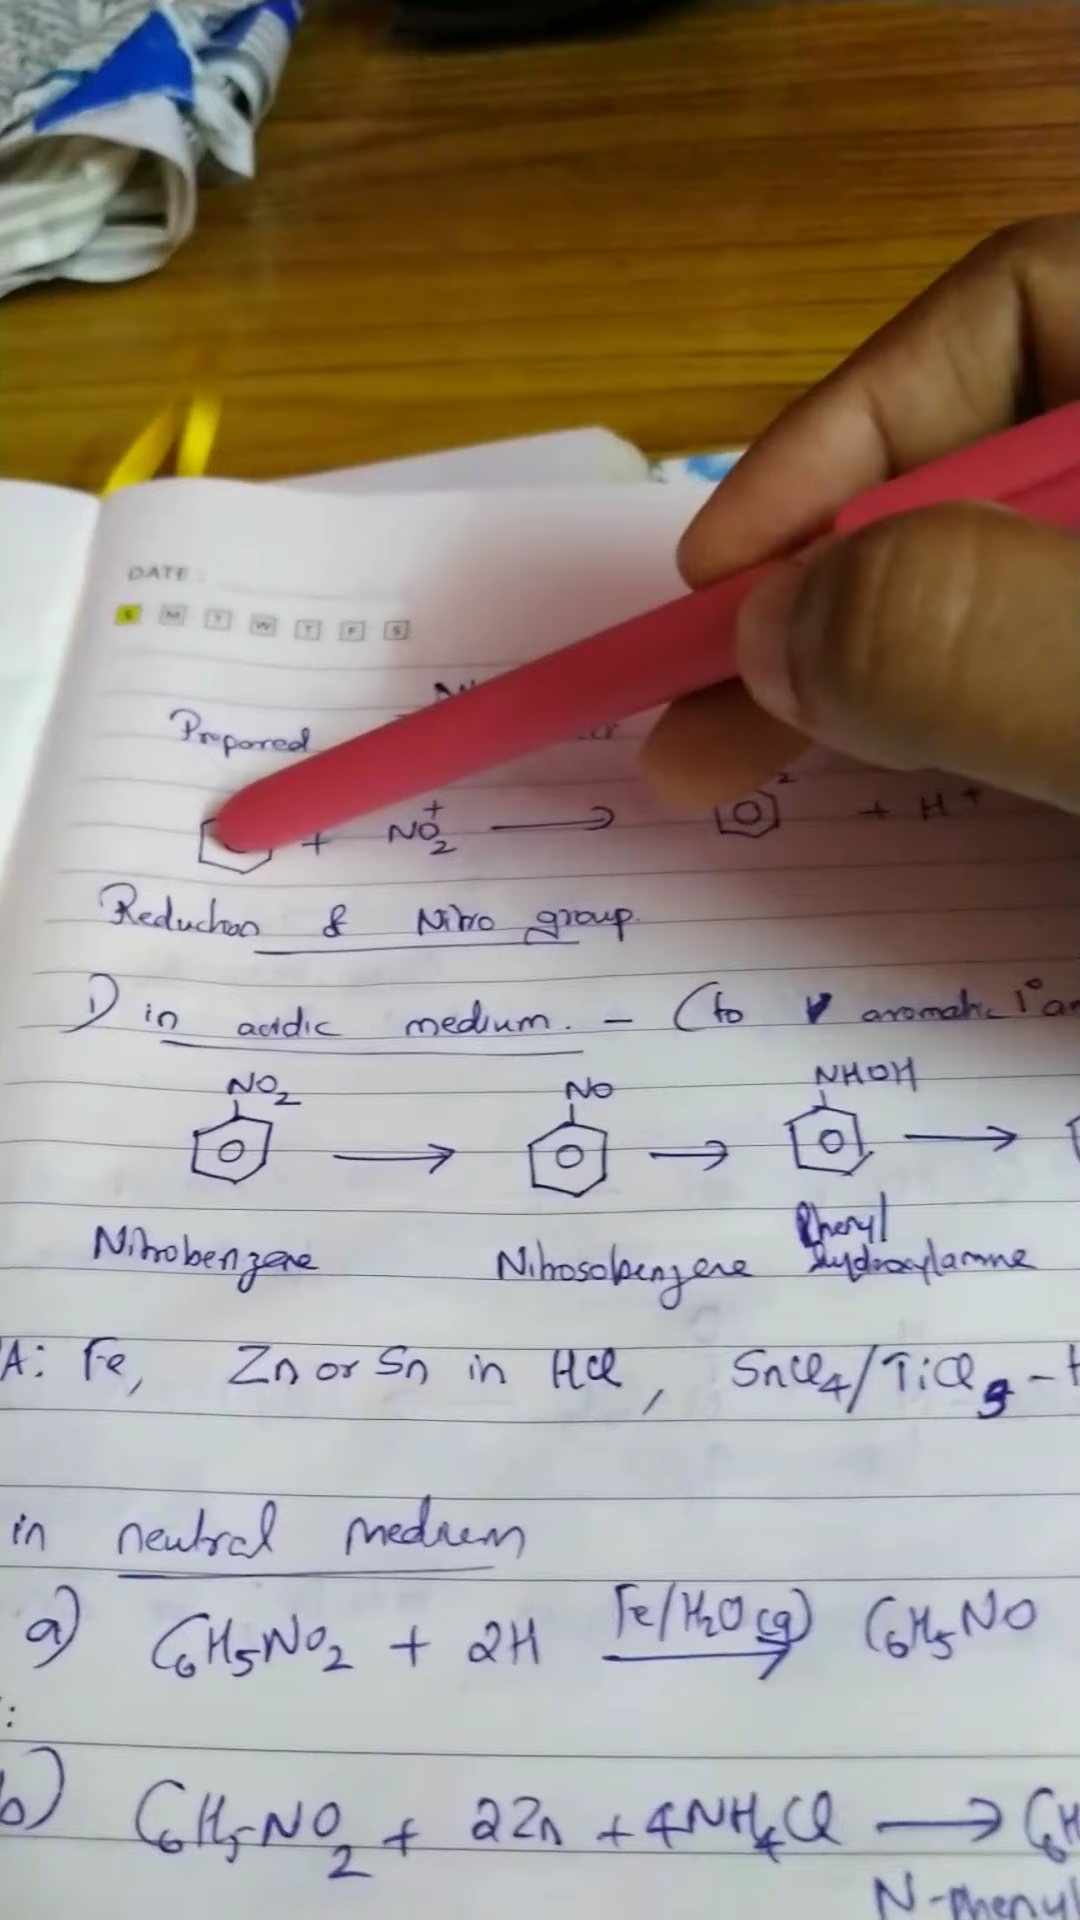 DATE :
S M T W T F S
Prepared
+ NO2+ ⟶ + H+
Reduction & Nitro group.
1) in acidic medium. - (to aromatic 1°
NO2 NO NHOH
⟶ ⟶ ⟶
Nitrobenzene Nitrosobenzene Phenyl hydroxylamine
A: Fe, Zn or Sn in HCl, SnCl4/TiCl3 -
in neutral medium
a) C6H5NO2 + 2H Fe/H2O(g) ⟶ C6H5NO
b) C6H5NO2 + 2Zn + 4NH4Cl ⟶ C6H
N-Phenyl